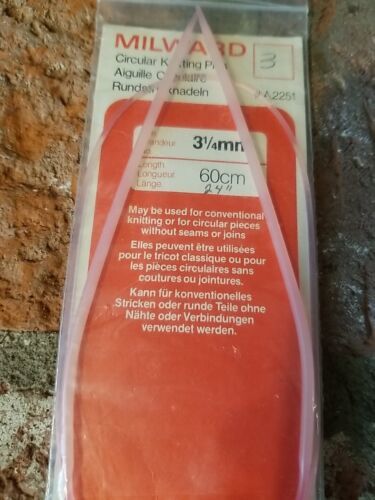 MILWARD
3
Circular Knitting Pin
Aiguille Circulaire
A2251
andeur
3¼mm
Length.
Longueur
Länge.
60cm
24"
May be used for conventional
knitting or for circular pieces
without seams or joins
Elles peuvent être utilisées
pour le tricot classique ou pour
les pièces circulaires sans
coutures ou jointures.
Kann für konventionelles
Stricken oder runde Teile ohne
Nähte oder Verbindungen
verwendet werden.